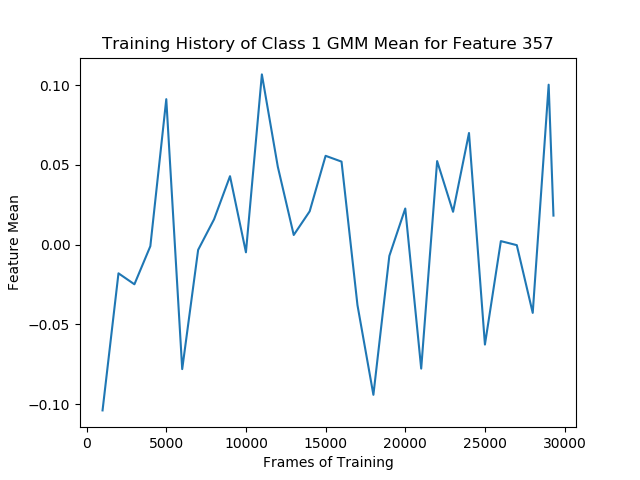 Training History of Class 1 GMM Mean for Feature 357
0.10
0.05
0.00
−0.05
−0.10
Feature Mean
0 5000 10000 15000 20000 25000 30000
Frames of Training